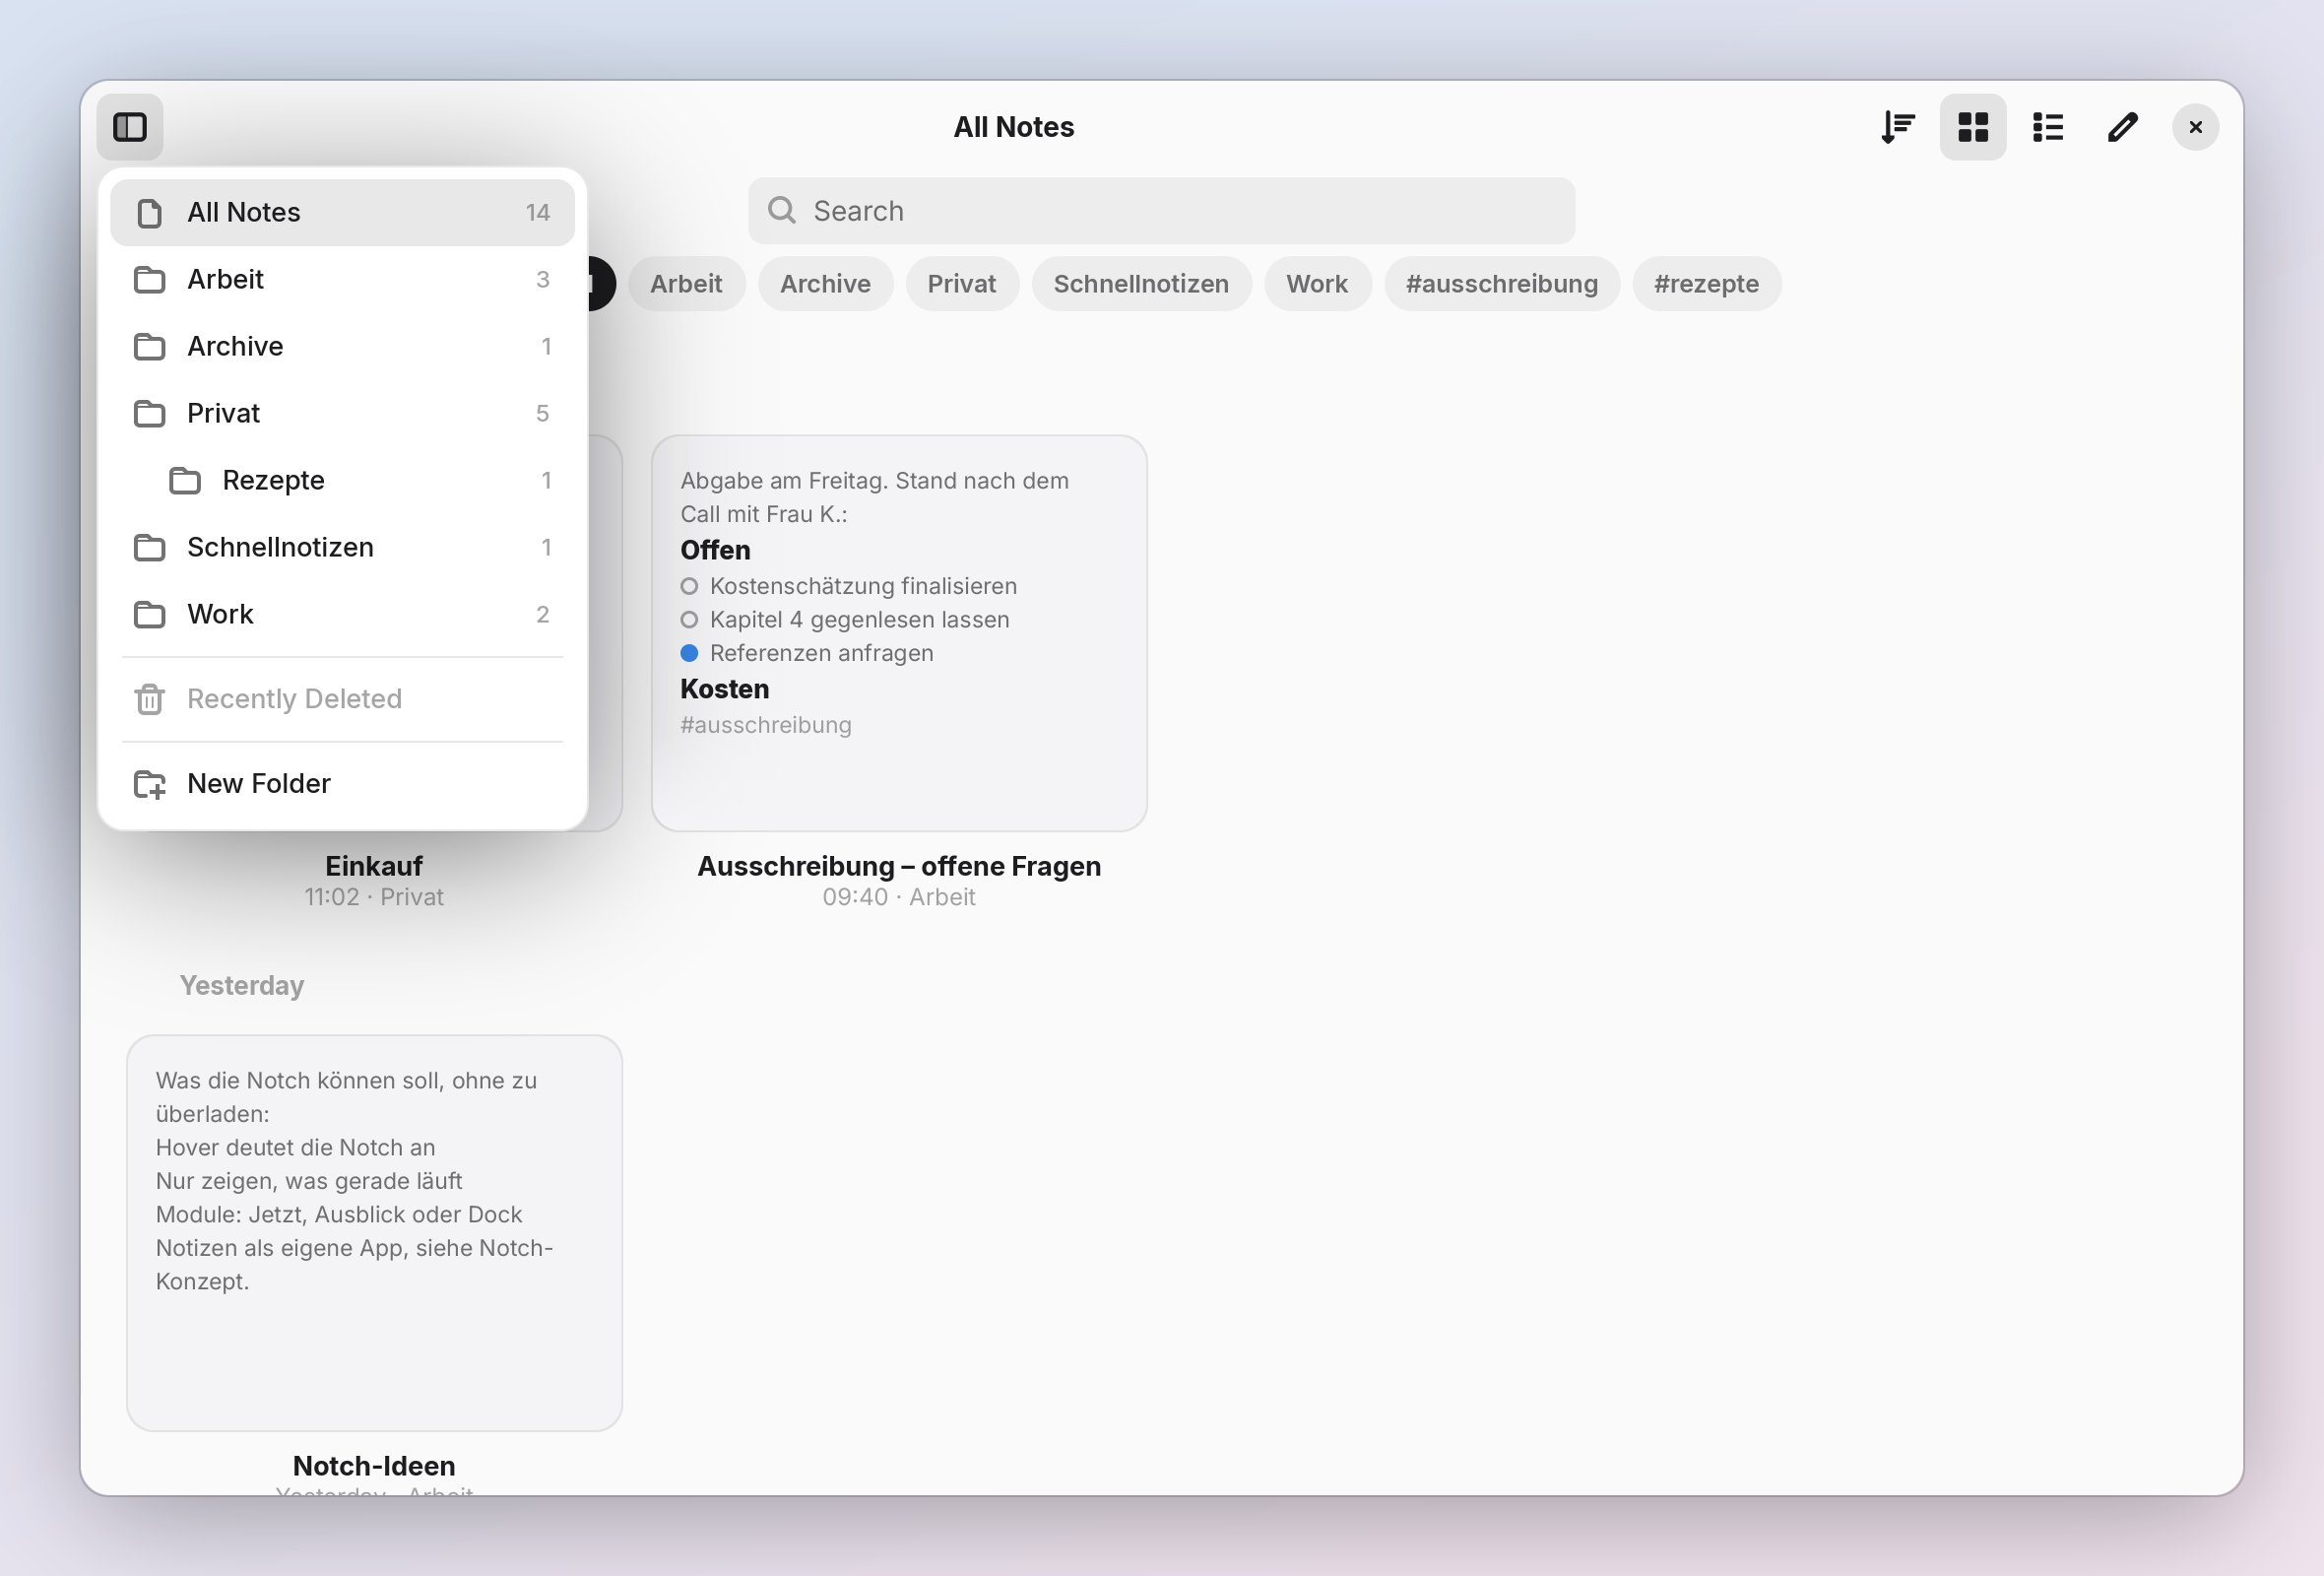 All Notes
Search
All Notes 14
Arbeit 3
Archive 1
Privat 5
Rezepte 1
Schnellnotizen 1
Work 2
Recently Deleted
New Folder
Arbeit
Archive
Privat
Schnellnotizen
Work
#ausschreibung
#rezepte
Abgabe am Freitag. Stand nach dem
Call mit Frau K.:
Offen
Kostenschätzung finalisieren
Kapitel 4 gegenlesen lassen
Referenzen anfragen
Kosten
#ausschreibung
Einkauf
11:02 · Privat
Ausschreibung – offene Fragen
09:40 · Arbeit
Yesterday
Was die Notch können soll, ohne zu
überladen:
Hover deutet die Notch an
Nur zeigen, was gerade läuft
Module: Jetzt, Ausblick oder Dock
Notizen als eigene App, siehe Notch-
Konzept.
Notch-Ideen
Yesterday · Arbeit